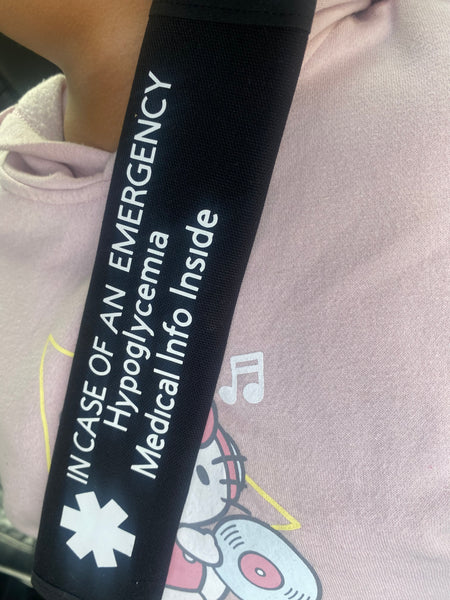 IN CASE OF AN EMERGENCY
Hypoglycemia
Medical Info Inside